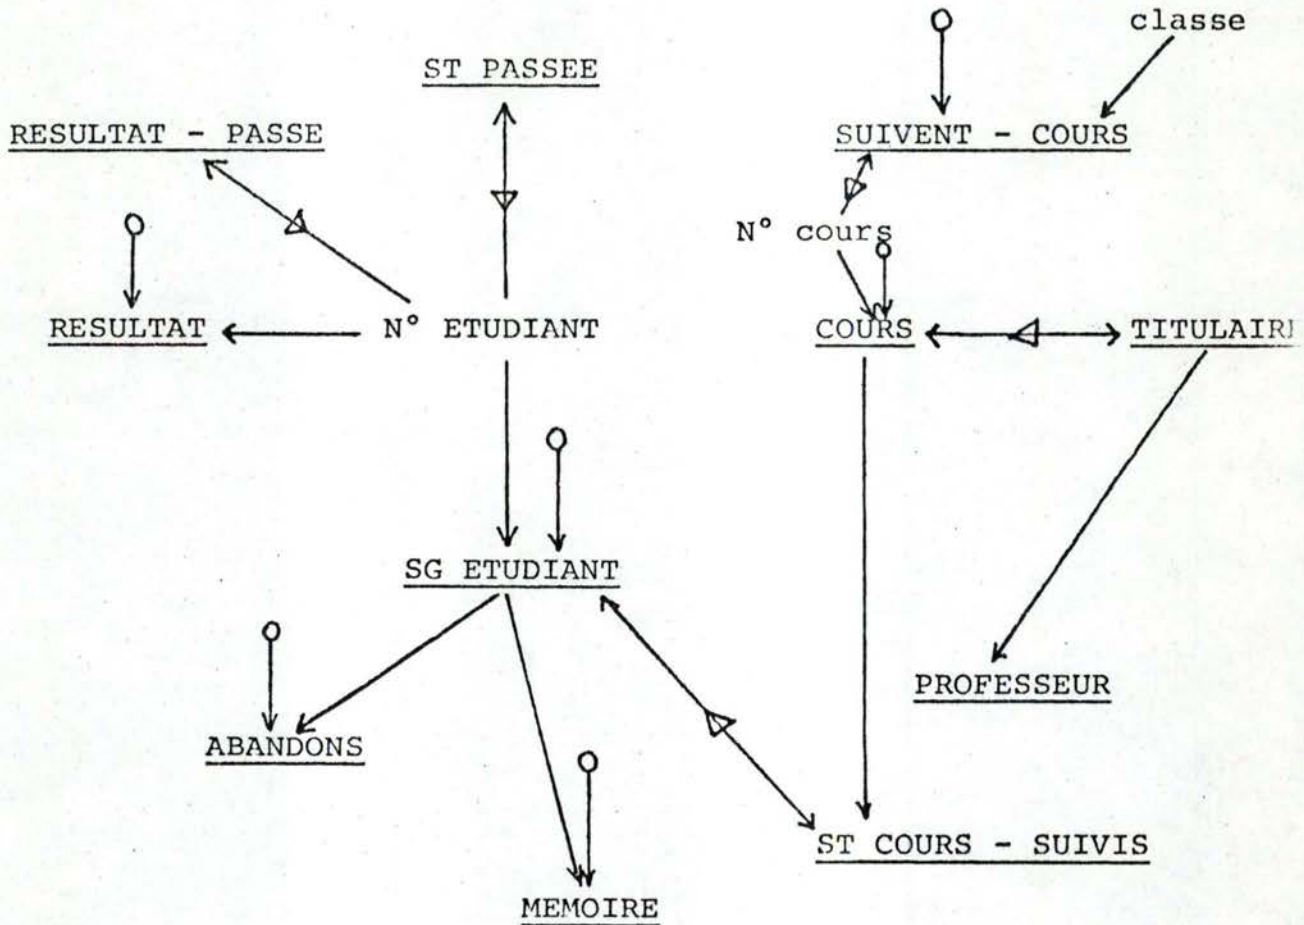 classe
ST PASSEE
RESULTAT - PASSE
SUIVENT - COURS
N° cours
RESULTAT
N° ETUDIANT
COURS
TITULAIRE
SG ETUDIANT
PROFESSEUR
ABANDONS
ST COURS - SUIVIS
MEMOIRE